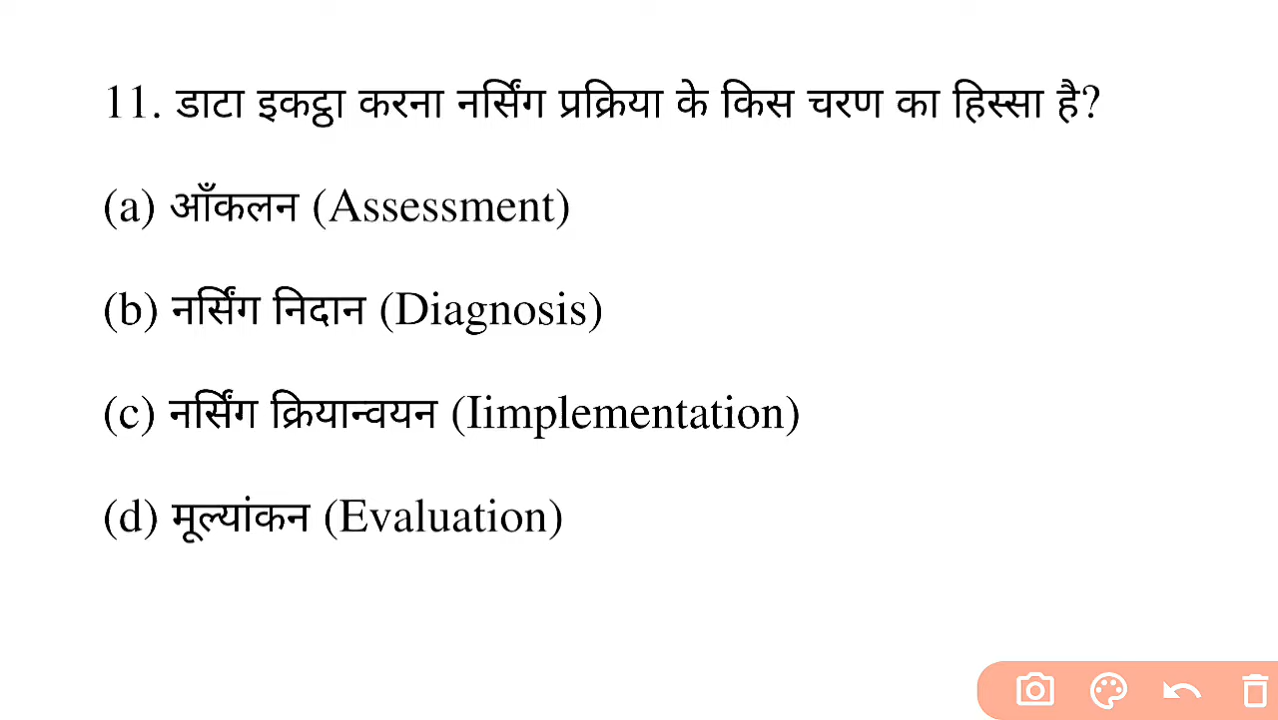 11. डाटा इकट्ठा करना नर्सिंग प्रक्रिया के किस चरण का हिस्सा है?
(a) आँकलन (Assessment)
(b) नर्सिंग निदान (Diagnosis)
(c) नर्सिंग क्रियान्वयन (Iimplementation)
(d) मूल्यांकन (Evaluation)